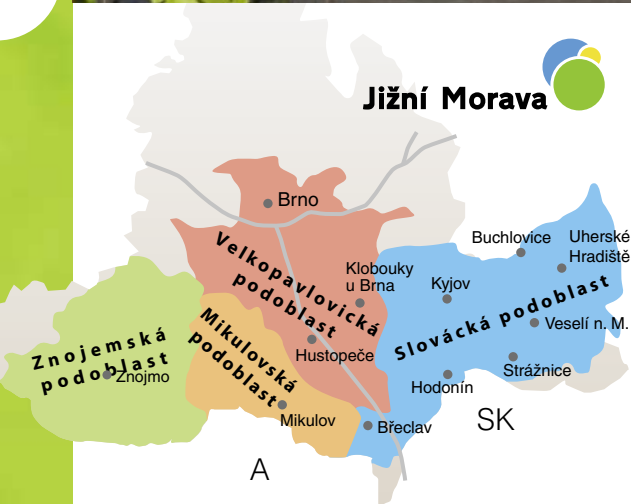 Jižní Morava
Brno
Velkopavlovická
podoblast
Klobouky
u Brna
Hustopeče
Buchlovice
Uherské
Hradiště
Kyjov
Slovácká podoblast
Veselí n. M.
Strážnice
Hodonín
SK
Břeclav
Mikulovská
podoblast
Mikulov
Znojemská
podoblast
Znojmo
A